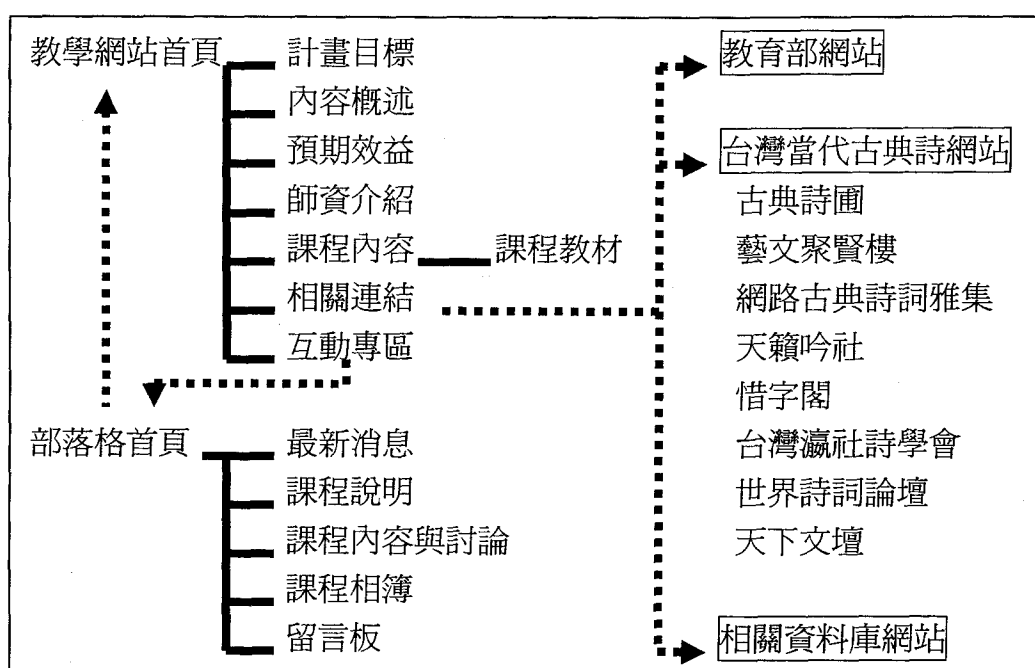 教學網站首頁
計畫目標
內容概述
預期效益
師資介紹
課程內容
課程教材
相關連結
互動專區
部落格首頁
最新消息
課程說明
課程內容與討論
課程相簿
留言板
教育部網站
台灣當代古典詩網站
古典詩圃
藝文聚賢樓
網路古典詩詞雅集
天籟吟社
惜字閣
台灣瀛社詩學會
世界詩詞論壇
天下文壇
相關資料庫網站